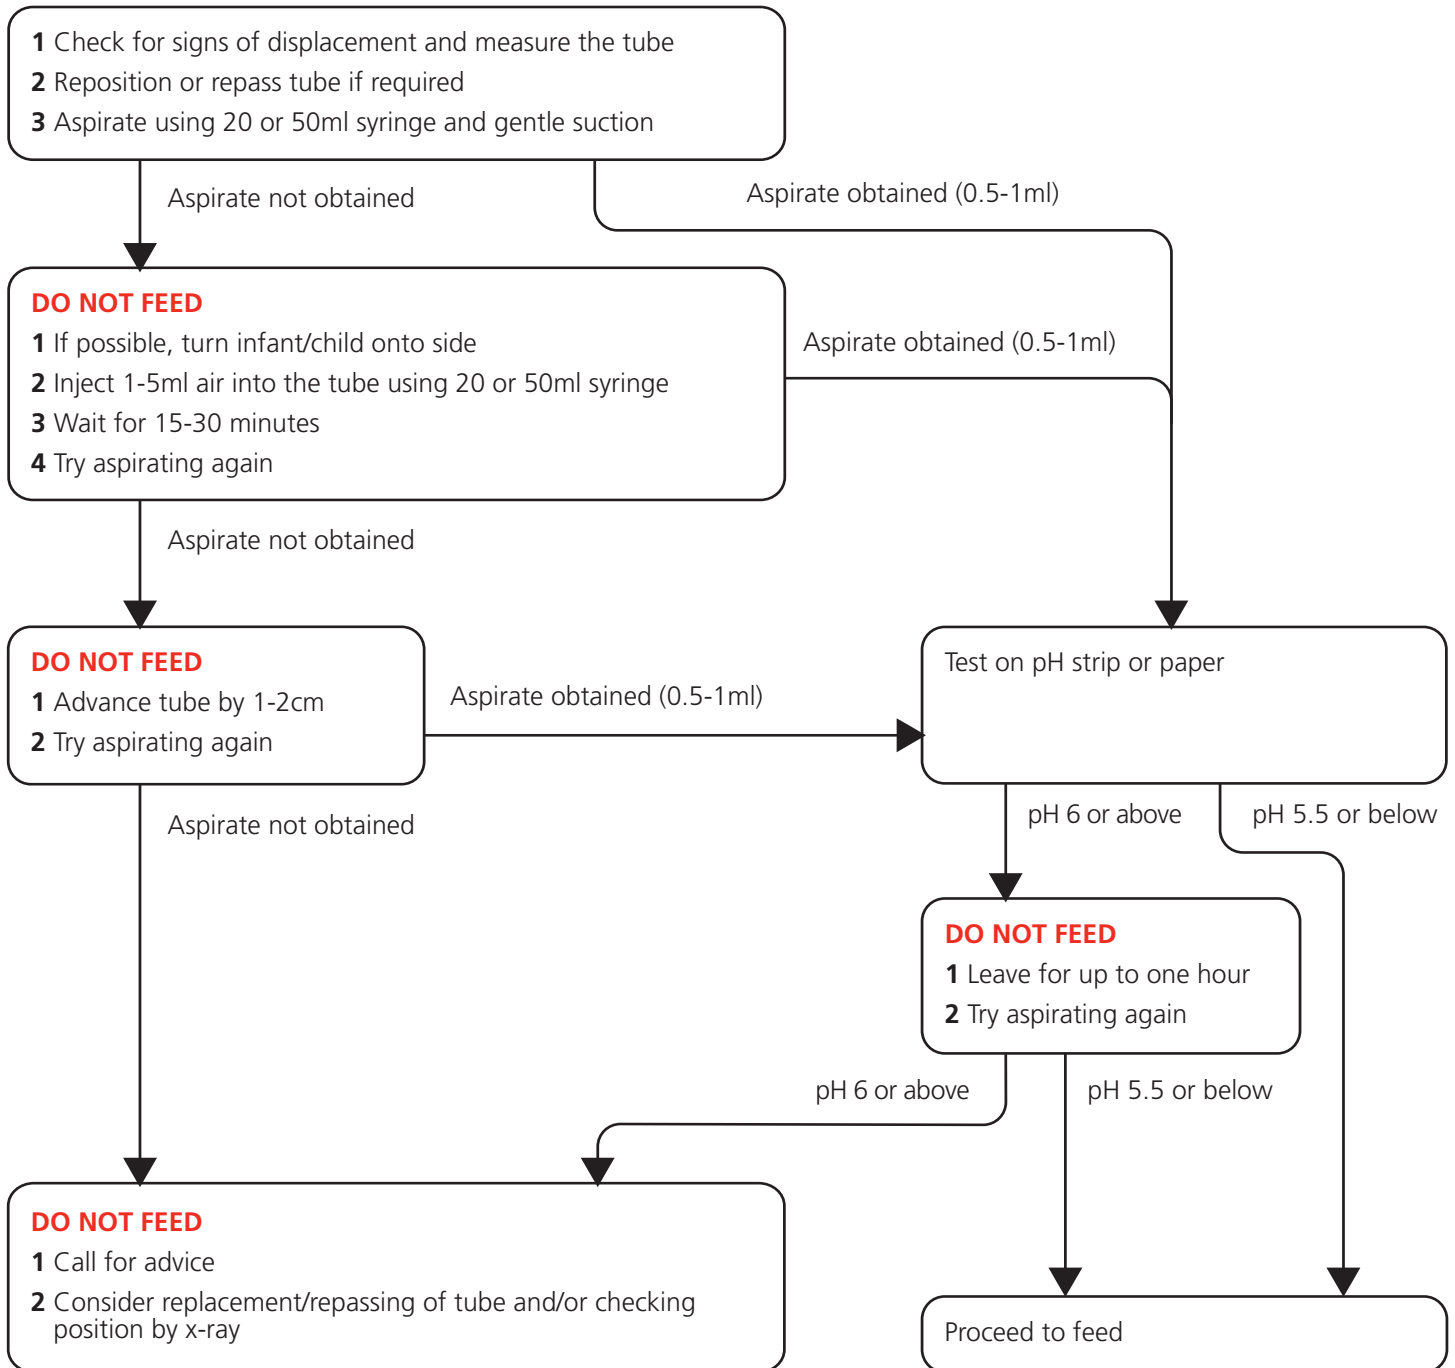 1 Check for signs of displacement and measure the tube
2 Reposition or repass tube if required
3 Aspirate using 20 or 50ml syringe and gentle suction
Aspirate not obtained
Aspirate obtained (0.5-1ml)
DO NOT FEED
1 If possible, turn infant/child onto side
2 Inject 1-5ml air into the tube using 20 or 50ml syringe
3 Wait for 15-30 minutes
4 Try aspirating again
Aspirate obtained (0.5-1ml)
Aspirate not obtained
DO NOT FEED
1 Advance tube by 1-2cm
2 Try aspirating again
Aspirate obtained (0.5-1ml)
Test on pH strip or paper
Aspirate not obtained
pH 6 or above
pH 5.5 or below
DO NOT FEED
1 Leave for up to one hour
2 Try aspirating again
pH 6 or above
pH 5.5 or below
DO NOT FEED
1 Call for advice
2 Consider replacement/repassing of tube and/or checking
position by x-ray
Proceed to feed